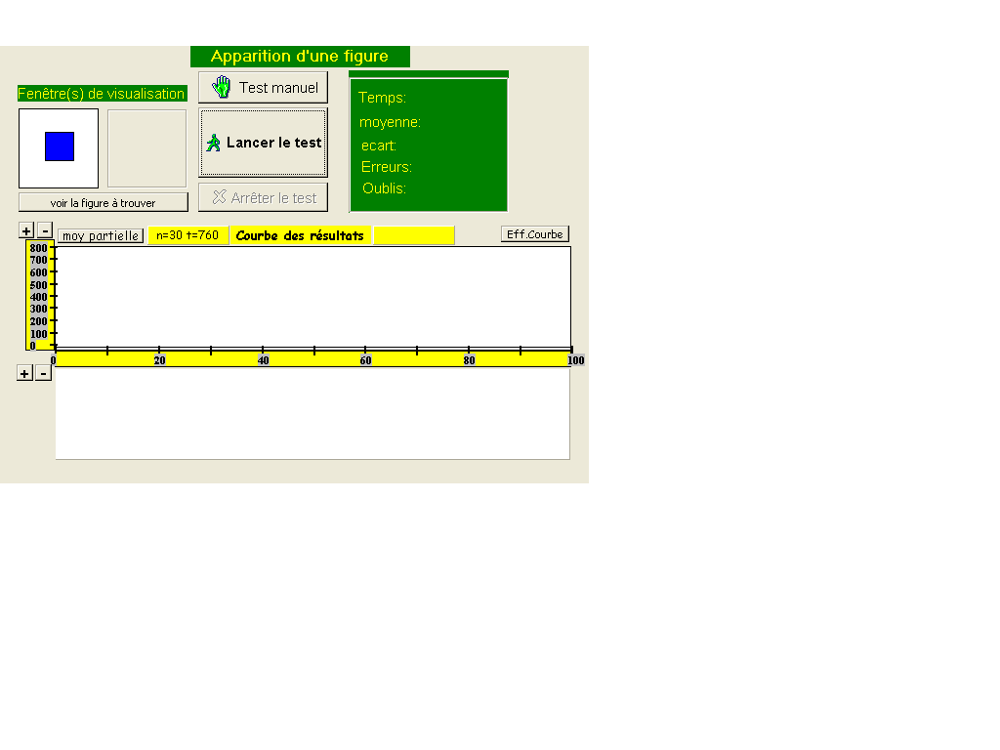 Apparition d'une figure
Fenêtre(s) de visualisation
Test manuel
Lancer le test
Arrêter le test
voir la figure à trouver
Temps:
moyenne:
ecart:
Erreurs:
Oublis:
+ -
moy partielle
n=30 t=760
Courbe des résultats
Eff.Courbe
800
700
600
500
400
300
200
100
0
0 20 40 60 80 100
+ -